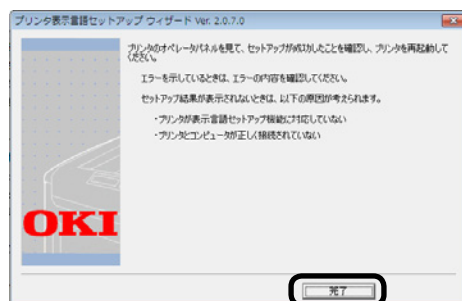 プリンタ表示言語セットアップ ウィザード Ver. 2.0.7.0
プリンタのオペレータパネルを見て、セットアップが成功したことを確認し、プリンタを再起動して
ください。
エラーを示しているときは、エラーの内容を確認してください。
セットアップ結果が表示されないときは、以下の原因が考えられます。
・プリンタが表示言語セットアップ機能に対応していない
・プリンタとコンピュータが正しく接続されていない
OKI
完了